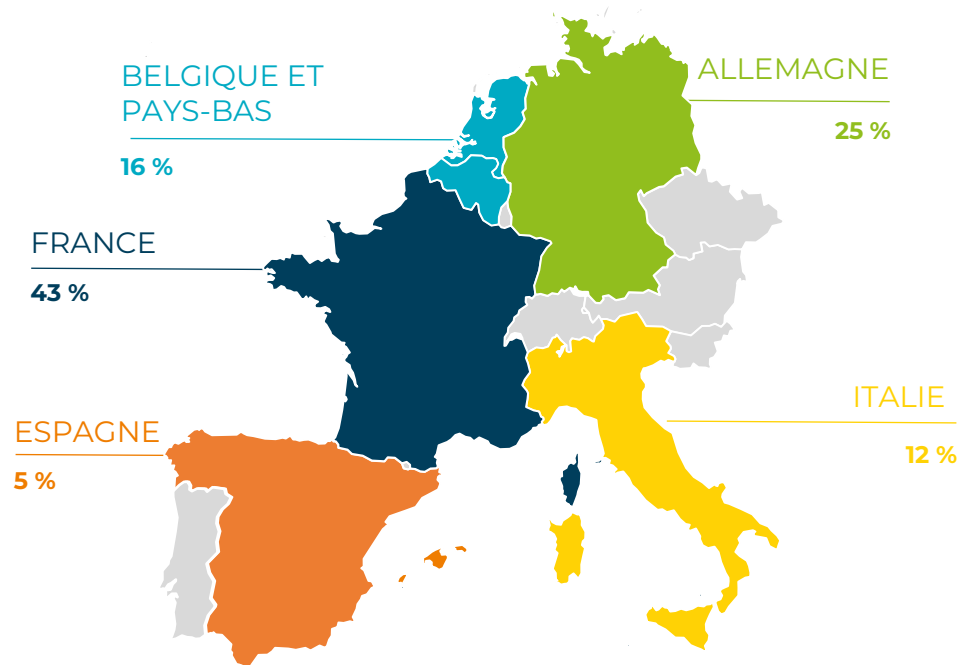 BELGIQUE ET
PAYS-BAS
16 %
ALLEMAGNE
25 %
FRANCE
43 %
ITALIE
12 %
ESPAGNE
5 %